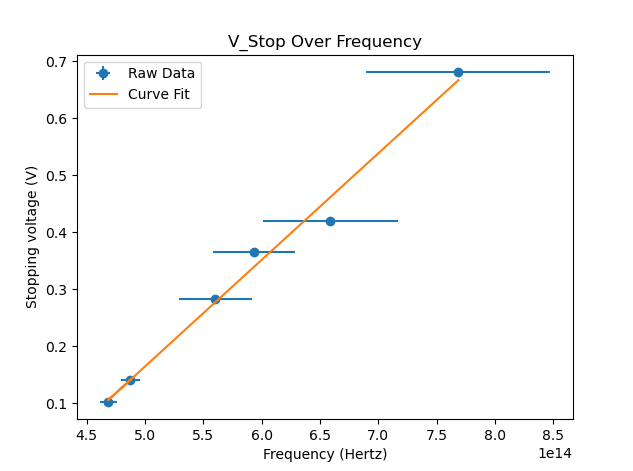 V_Stop Over Frequency
Raw Data
Curve Fit
Stopping voltage (V)
0.7
0.6
0.5
0.4
0.3
0.2
0.1
4.5 5.0 5.5 6.0 6.5 7.0 7.5 8.0 8.5
1e14
Frequency (Hertz)